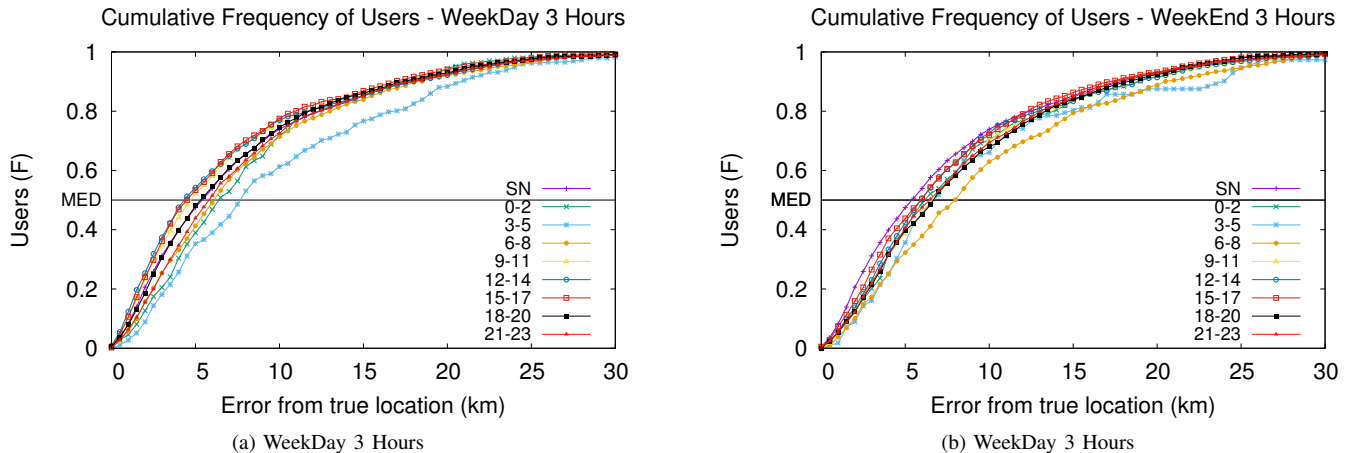 Cumulative Frequency of Users - WeekDay 3 Hours
1
0.8
0.6
MED
0.4
0.2
0
Users (F)
SN
0-2
3-5
6-8
9-11
12-14
15-17
18-20
21-23
0 5 10 15 20 25 30
Error from true location (km)
(a) WeekDay 3 Hours
Cumulative Frequency of Users - WeekEnd 3 Hours
1
0.8
0.6
MED
0.4
0.2
0
Users (F)
SN
0-2
3-5
6-8
9-11
12-14
15-17
18-20
21-23
0 5 10 15 20 25 30
Error from true location (km)
(b) WeekDay 3 Hours